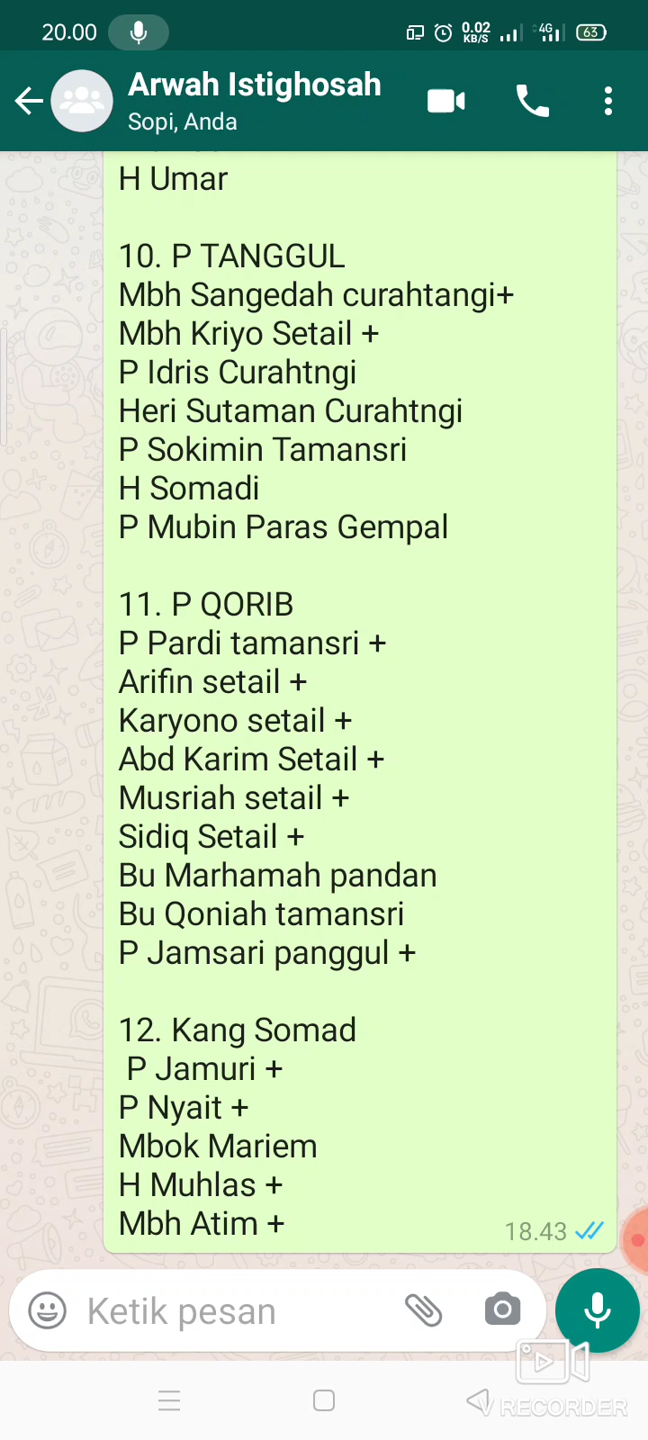 20.00
0.02
KB/S
4G
63
Arwah Istighosah
Sopi, Anda
H Umar
10. P TANGGUL
Mbh Sangedah curahtangi+
Mbh Kriyo Setail +
P Idris Curahtngi
Heri Sutaman Curahtngi
P Sokimin Tamansri
H Somadi
P Mubin Paras Gempal
11. P QORIB
P Pardi tamansri +
Arifin setail +
Karyono setail +
Abd Karim Setail +
Musriah setail +
Sidiq Setail +
Bu Marhamah pandan
Bu Qoniah tamansri
P Jamsari panggul +
12. Kang Somad
P Jamuri +
P Nyait +
Mbok Mariem
H Muhlas +
Mbh Atim +
18.43
Ketik pesan
V RECORDER